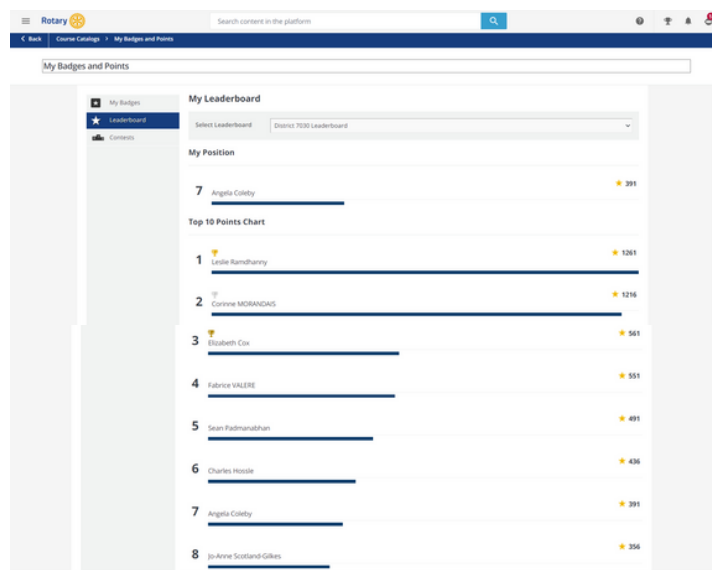 Rotary
Search content in the platform
Back Course Catalogs > My Badges and Points
My Badges and Points
My Badges
Leaderboard
Contests
My Leaderboard
Select Leaderboard District 7030 Leaderboard
My Position
7 Angela Coleby 391
Top 10 Points Chart
1 Leslie Ramdhanny 1261
2 Corinne MORANDAIS 1216
3 Elizabeth Cox 561
4 Fabrice VALERE 551
5 Sean Padmanabhan 491
6 Charles Hossle 436
7 Angela Coleby 391
8 Jo-Anne Scotland-Gilkes 356